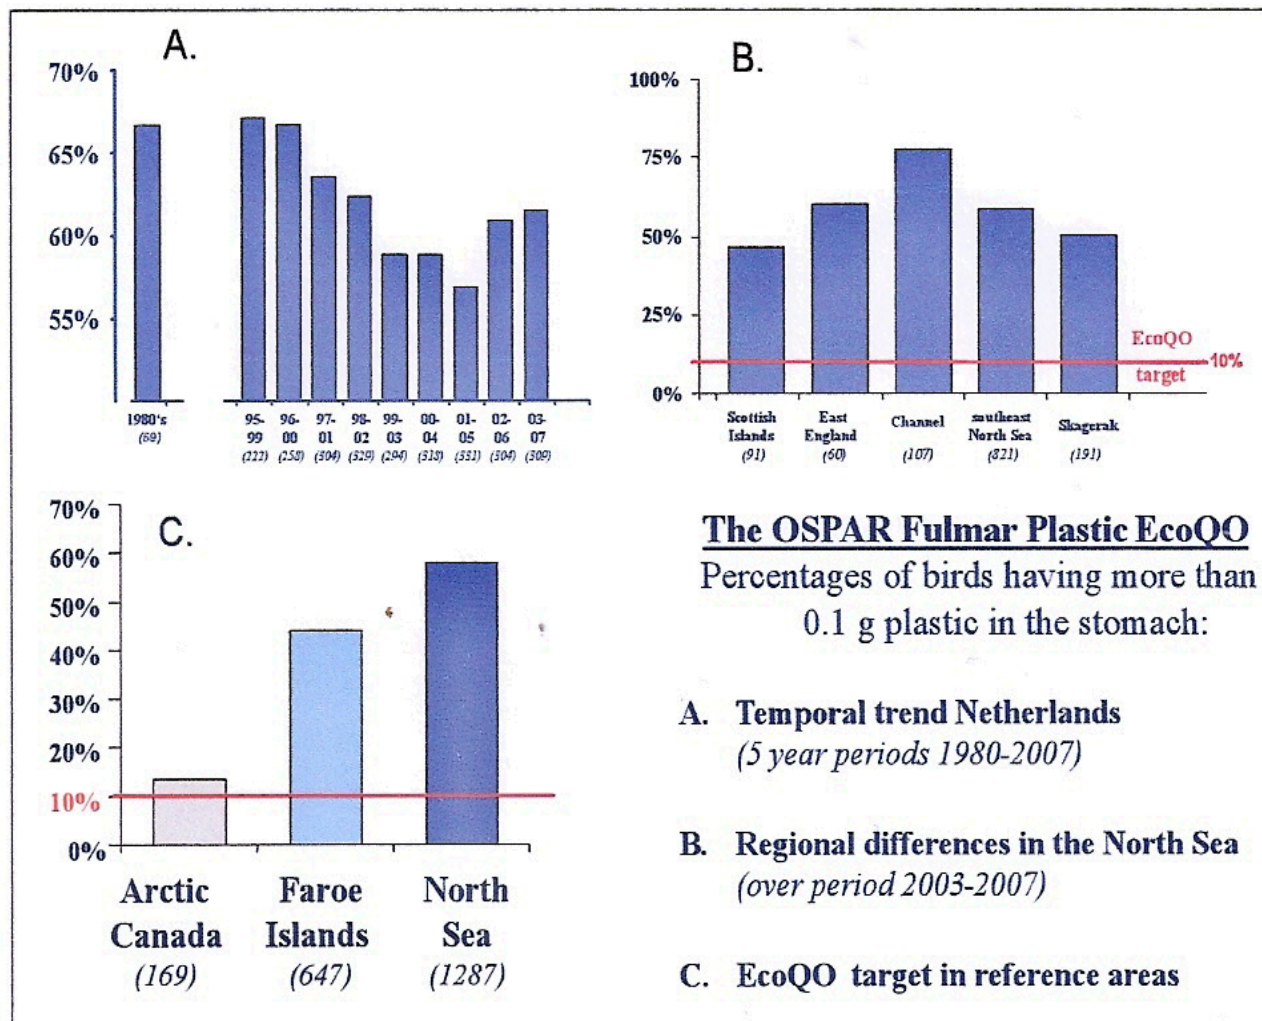 A.
70%
65%
60%
55%
1980's
(69)
95-
99
(222)
96-
00
(258)
97-
01
(304)
98-
02
(329)
99-
03
(294)
00-
04
(318)
01-
05
(331)
02-
06
(304)
03-
07
(309)
B.
100%
75%
50%
25%
0%
EcoQO
target
10%
Scottish
Islands
(91)
East
England
(60)
Channel
(107)
southeast
North Sea
(821)
Skagerak
(191)
C.
70%
60%
50%
40%
30%
20%
10%
0%
Arctic
Canada
(169)
Faroe
Islands
(647)
North
Sea
(1287)
The OSPAR Fulmar Plastic EcoQO
Percentages of birds having more than
0.1 g plastic in the stomach:
A. Temporal trend Netherlands
(5 year periods 1980-2007)
B. Regional differences in the North Sea
(over period 2003-2007)
C. EcoQO target in reference areas